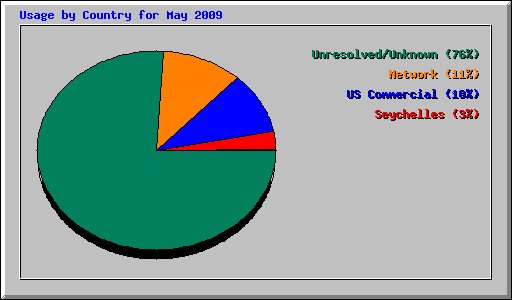 Usage by Country for May 2009
Unresolved/Unknown (76%)
Network (11%)
US Commercial (10%)
Seychelles (3%)